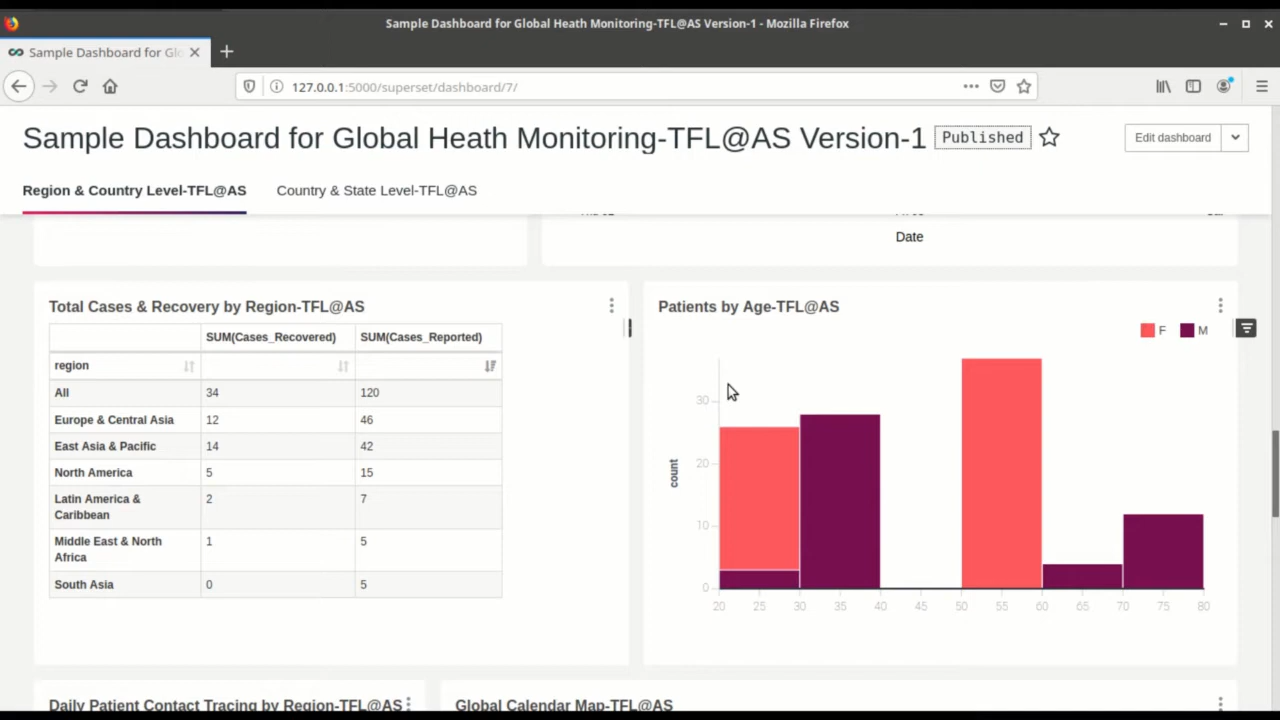 Sample Dashboard for Global Heath Monitoring-TFL@AS Version-1 - Mozilla Firefox
Sample Dashboard for Glo
127.0.0.1:5000/superset/dashboard/7/
Sample Dashboard for Global Heath Monitoring-TFL@AS Version-1 Published
Edit dashboard
Region & Country Level-TFL@AS
Country & State Level-TFL@AS
Date
Total Cases & Recovery by Region-TFL@AS
SUM(Cases_Recovered) SUM(Cases_Reported)
region
All 34 120
Europe & Central Asia 12 46
East Asia & Pacific 14 42
North America 5 15
Latin America & 2 7
Caribbean
Middle East & North 1 5
Africa
South Asia 0 5
Patients by Age-TFL@AS
F M
30
20
10
0
count
20 25 30 35 40 45 50 55 60 65 70 75 80
Daily Patient Contact Tracing by Region-TFL@AS
Global Calendar Map-TFL@AS